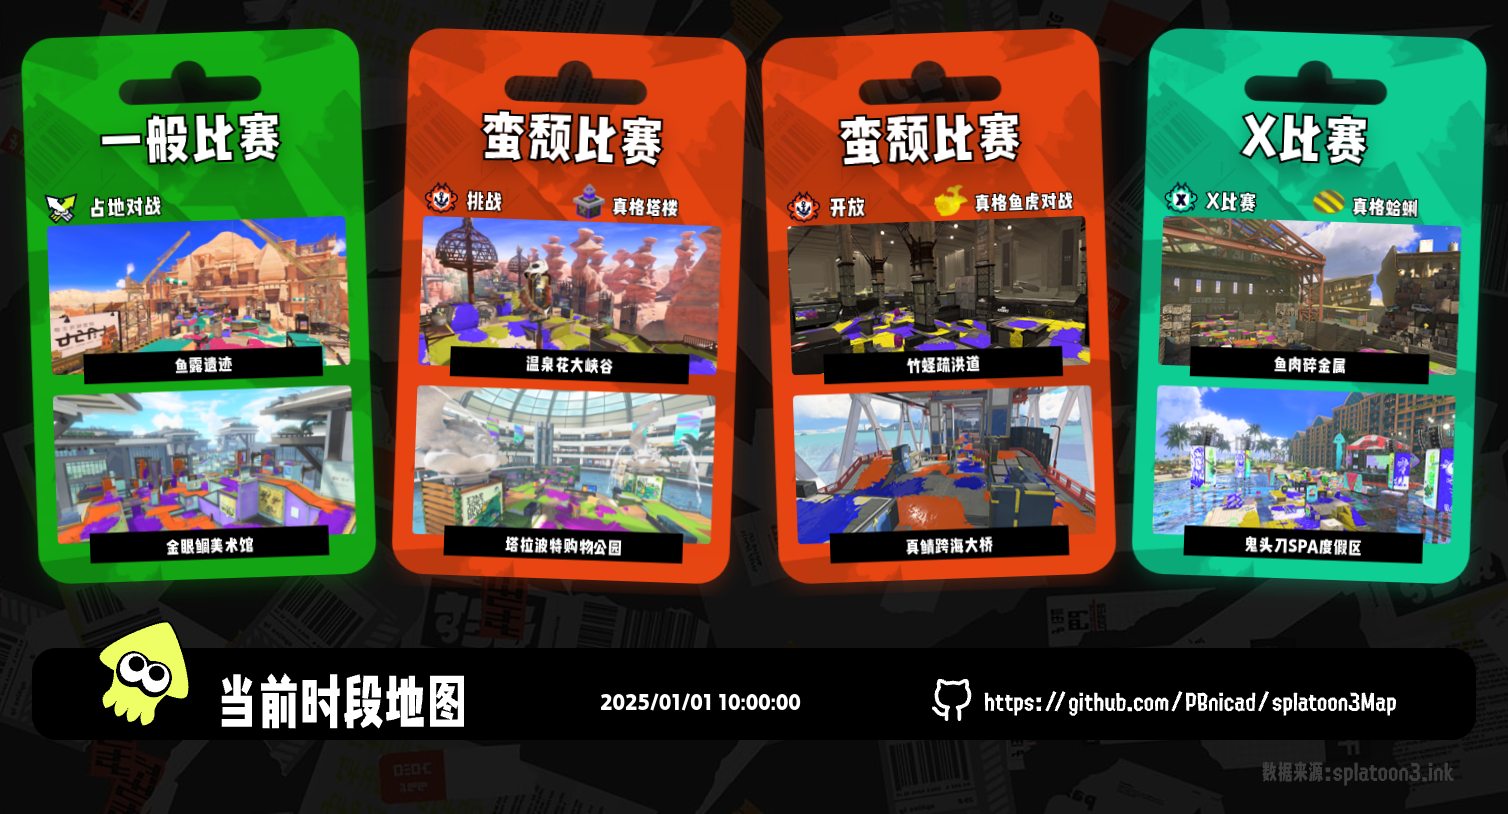 一般比赛
占地对战
鱼露遗迹
金眼鲷美术馆
蛮颓比赛
挑战
真格塔楼
温泉花大峡谷
塔拉波特购物公园
蛮颓比赛
开放
真格鱼虎对战
竹蛏疏洪道
真鲭跨海大桥
X比赛
X比赛
真格蛤蜊
鱼肉碎金属
鬼头刀SPA度假区
当前时段地图
2025/01/01 10:00:00
https://github.com/PBnicad/splatoon3Map
数据来源:splatoon3.ink